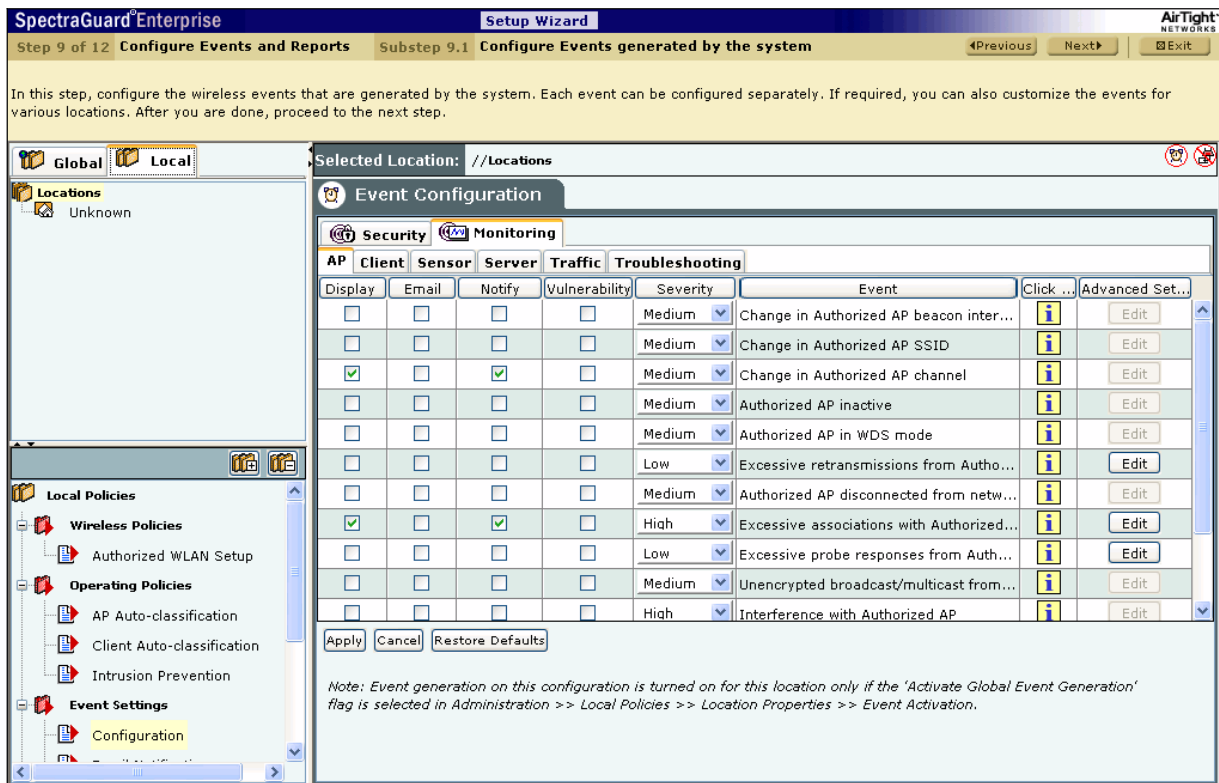 SpectraGuard®Enterprise
Setup Wizard
AirTight
NETWORKS
Step 9 of 12 Configure Events and Reports Substep 9.1 Configure Events generated by the system
Previous Next Exit
In this step, configure the wireless events that are generated by the system. Each event can be configured separately. If required, you can also customize the events for
various locations. After you are done, proceed to the next step.
Global Local
Locations
Unknown
Selected Location: //Locations
Event Configuration
Security Monitoring
AP Client Sensor Server Traffic Troubleshooting
Display Email Notify Vulnerability Severity Event Click ... Advanced Set...
Medium Change in Authorized AP beacon inter... i Edit
Medium Change in Authorized AP SSID i Edit
Medium Change in Authorized AP channel i Edit
Medium Authorized AP inactive i Edit
Medium Authorized AP in WDS mode i Edit
Low Excessive retransmissions from Autho... i Edit
Medium Authorized AP disconnected from netw... i Edit
High Excessive associations with Authorized... i Edit
Low Excessive probe responses from Auth... i Edit
Medium Unencrypted broadcast/multicast from... i Edit
High Interference with Authorized AP i Edit
Apply Cancel Restore Defaults
Note: Event generation on this configuration is turned on for this location only if the 'Activate Global Event Generation'
flag is selected in Administration >> Local Policies >> Location Properties >> Event Activation.
Local Policies
Wireless Policies
Authorized WLAN Setup
Operating Policies
AP Auto-classification
Client Auto-classification
Intrusion Prevention
Event Settings
Configuration